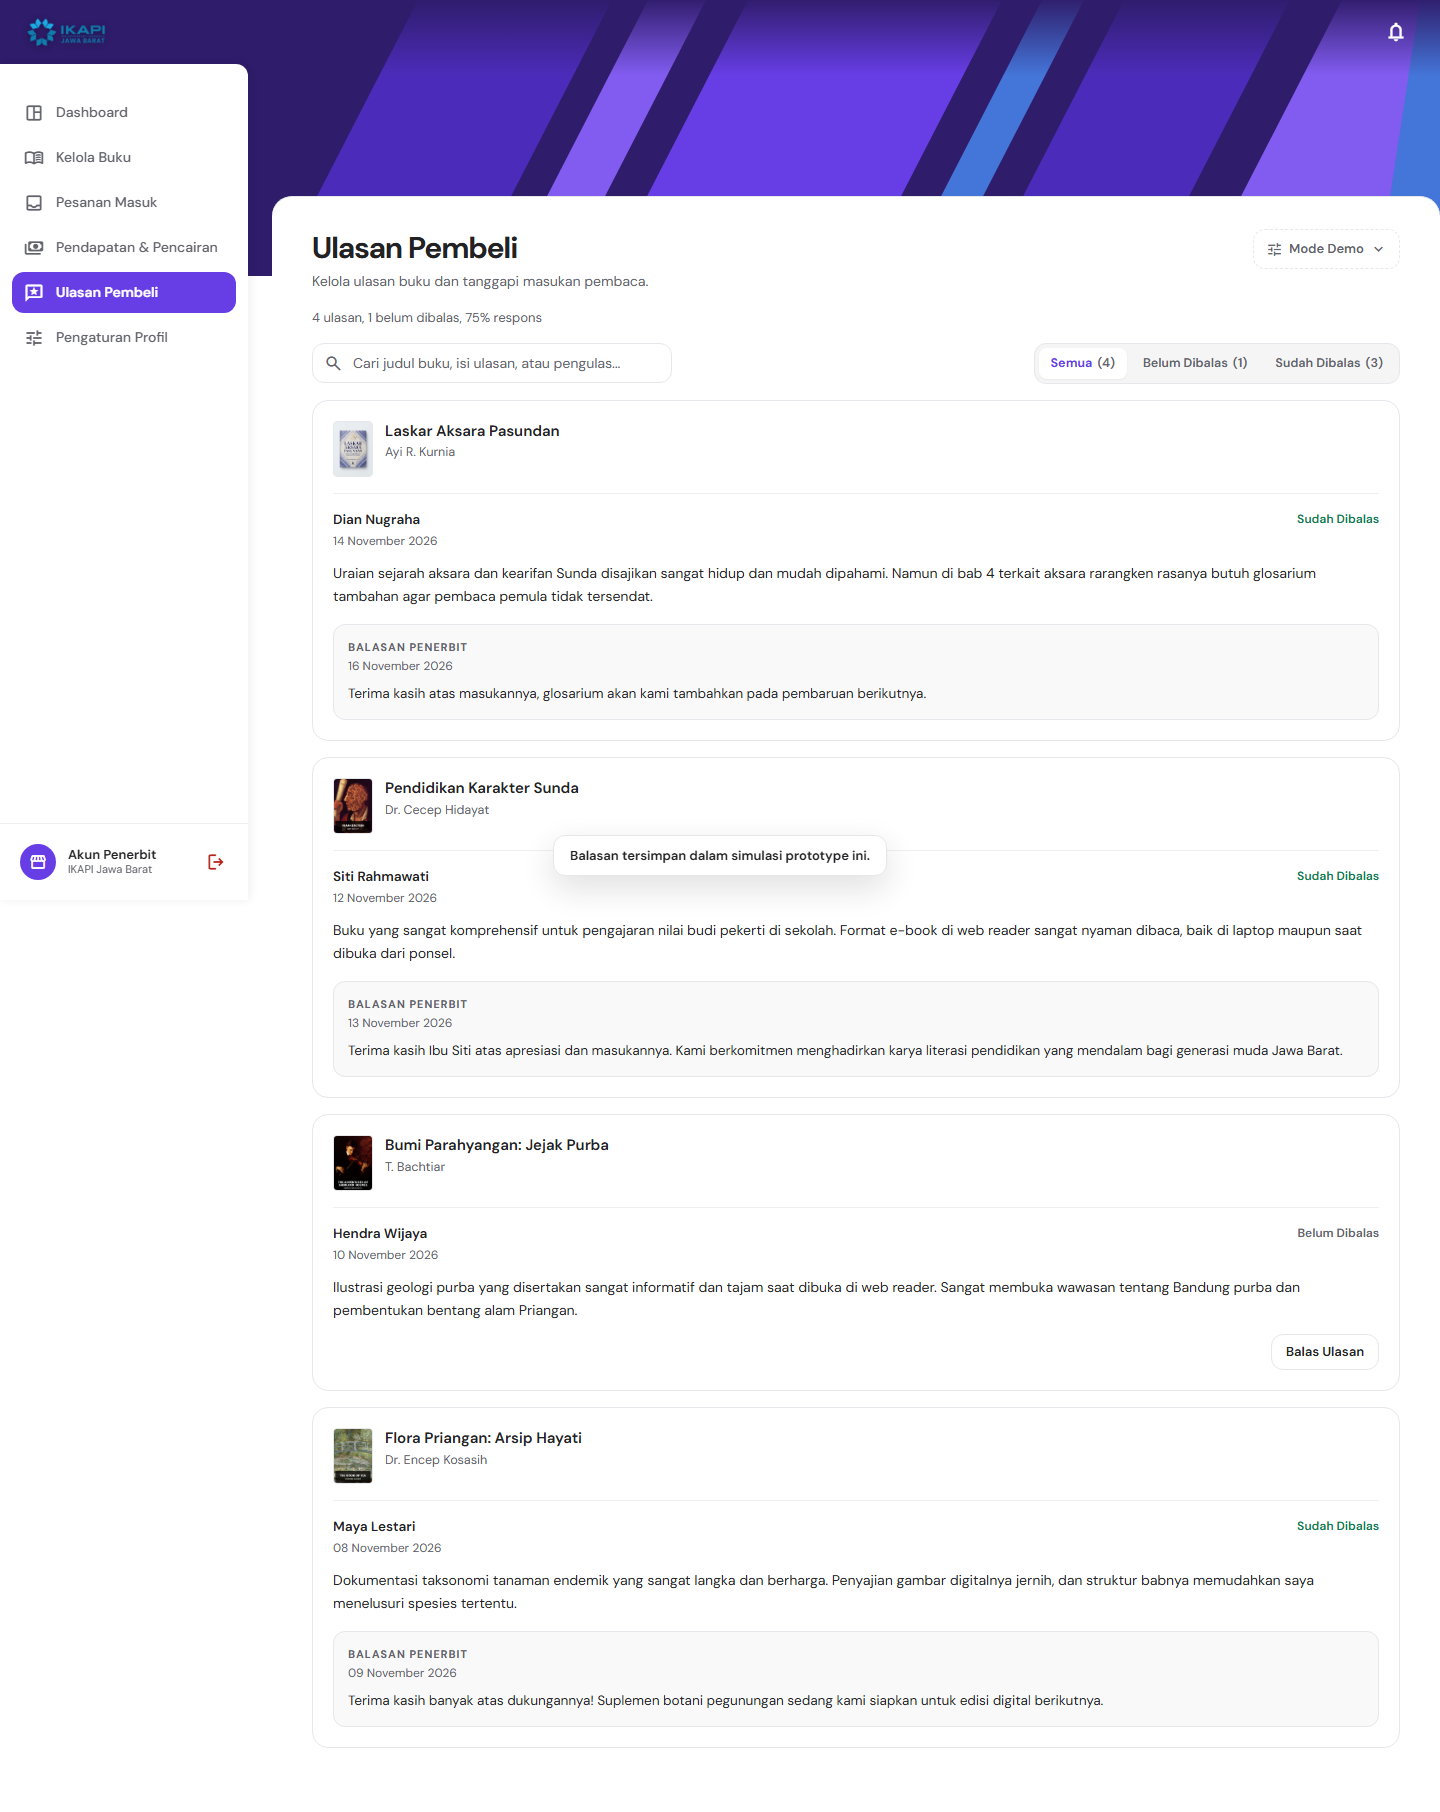 IKAPI
JAWA BARAT
Dashboard
Kelola Buku
Pesanan Masuk
Pendapatan & Pencairan
Ulasan Pembeli
Pengaturan Profil
Akun Penerbit
IKAPI Jawa Barat
Ulasan Pembeli
Mode Demo
Kelola ulasan buku dan tanggapi masukan pembaca.
4 ulasan, 1 belum dibalas, 75% respons
Cari judul buku, isi ulasan, atau pengulas...
Semua (4) Belum Dibalas (1) Sudah Dibalas (3)
LASKAR
AKSARA
PASUNDAN
Laskar Aksara Pasundan
Ayi R. Kurnia
Dian Nugraha
Sudah Dibalas
14 November 2026
Uraian sejarah aksara dan kearifan Sunda disajikan sangat hidup dan mudah dipahami. Namun di bab 4 terkait aksara rarangken rasanya butuh glosarium
tambahan agar pembaca pemula tidak tersendat.
BALASAN PENERBIT
16 November 2026
Terima kasih atas masukannya, glosarium akan kami tambahkan pada pembaruan berikutnya.
Pendidikan Karakter Sunda
Dr. Cecep Hidayat
Balasan tersimpan dalam simulasi prototype ini.
Siti Rahmawati
Sudah Dibalas
12 November 2026
Buku yang sangat komprehensif untuk pengajaran nilai budi pekerti di sekolah. Format e-book di web reader sangat nyaman dibaca, baik di laptop maupun saat
dibuka dari ponsel.
BALASAN PENERBIT
13 November 2026
Terima kasih Ibu Siti atas apresiasi dan masukannya. Kami berkomitmen menghadirkan karya literasi pendidikan yang mendalam bagi generasi muda Jawa Barat.
Bumi Parahyangan: Jejak Purba
T. Bachtiar
Hendra Wijaya
Belum Dibalas
10 November 2026
Ilustrasi geologi purba yang disertakan sangat informatif dan tajam saat dibuka di web reader. Sangat membuka wawasan tentang Bandung purba dan
pembentukan bentang alam Priangan.
Balas Ulasan
Flora Priangan: Arsip Hayati
Dr. Encep Kosasih
Maya Lestari
Sudah Dibalas
08 November 2026
Dokumentasi taksonomi tanaman endemik yang sangat langka dan berharga. Penyajian gambar digitalnya jernih, dan struktur babnya memudahkan saya
menelusuri spesies tertentu.
BALASAN PENERBIT
09 November 2026
Terima kasih banyak atas dukungannya! Suplemen botani pegunungan sedang kami siapkan untuk edisi digital berikutnya.